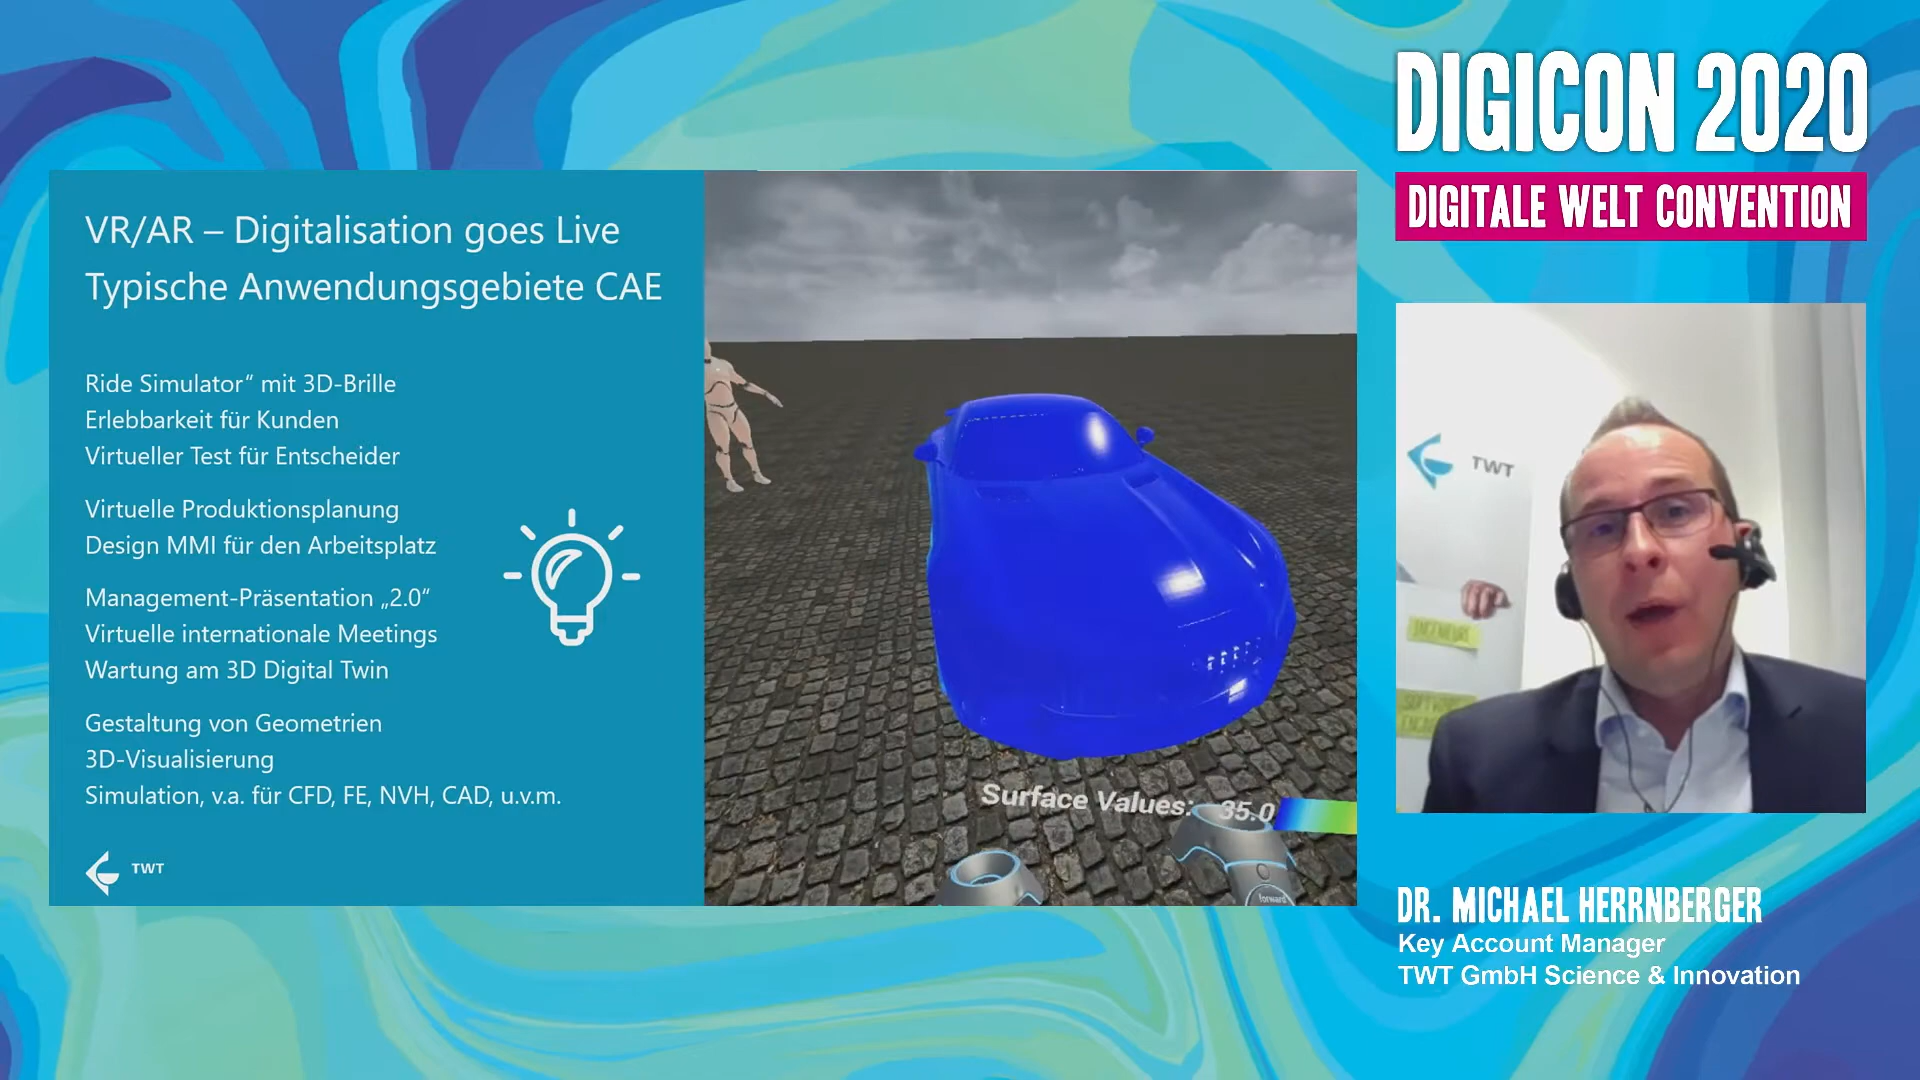 DIGICON 2020
DIGITALE WELT CONVENTION
VR/AR – Digitalisation goes Live
Typische Anwendungsgebiete CAE
Ride Simulator“ mit 3D-Brille
Erlebbarkeit für Kunden
Virtueller Test für Entscheider
Virtuelle Produktionsplanung
Design MMI für den Arbeitsplatz
Management-Präsentation „2.0“
Virtuelle internationale Meetings
Wartung am 3D Digital Twin
Gestaltung von Geometrien
3D-Visualisierung
Simulation, v.a. für CFD, FE, NVH, CAD, u.v.m.
TWT
Surface Values: 35.0
forward
TWT
INGENIEURE
SOFTWARE
DR. MICHAEL HERRNBERGER
Key Account Manager
TWT GmbH Science & Innovation